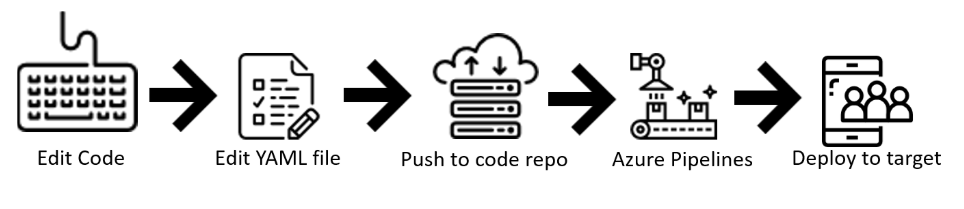 Edit Code
Edit YAML file
Push to code repo
Azure Pipelines
Deploy to target